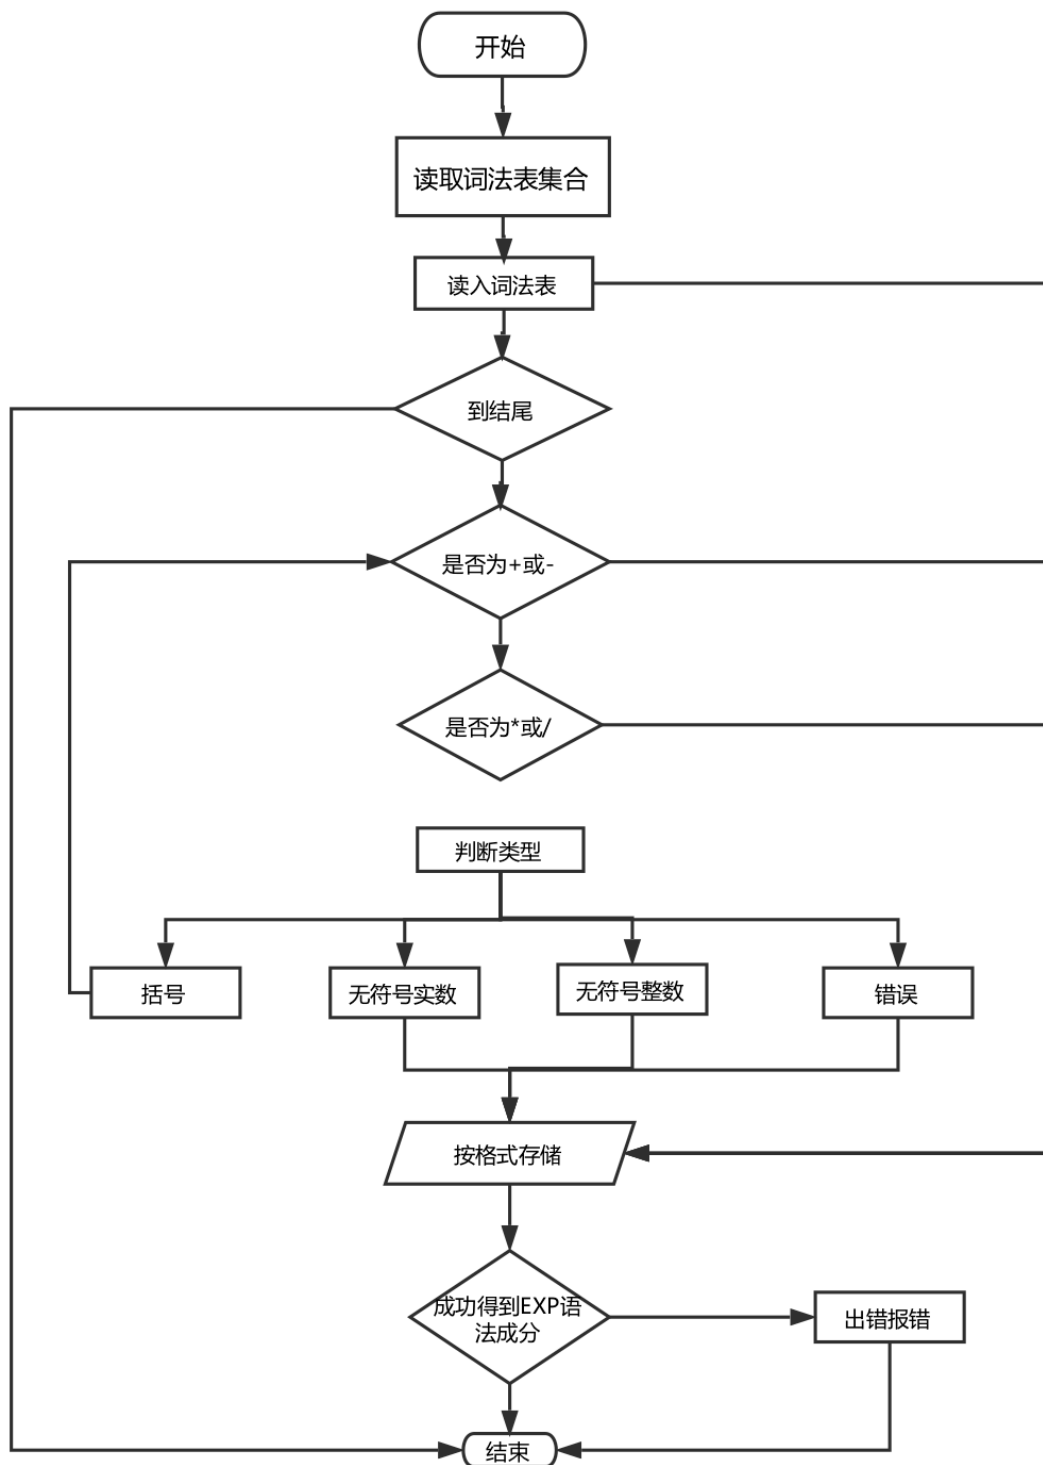 开始
读取词法表集合
读入词法表
到结尾
是否为+或-
是否为*或/
判断类型
括号
无符号实数
无符号整数
错误
按格式存储
成功得到EXP语
法成分
出错报错
结束